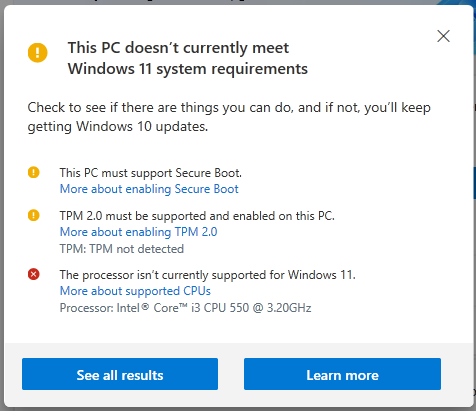 This PC doesn’t currently meet
Windows 11 system requirements
Check to see if there are things you can do, and if not, you’ll keep
getting Windows 10 updates.
This PC must support Secure Boot.
More about enabling Secure Boot
TPM 2.0 must be supported and enabled on this PC.
More about enabling TPM 2.0
TPM: TPM not detected
The processor isn’t currently supported for Windows 11.
More about supported CPUs
Processor: Intel® Core™ i3 CPU 550 @ 3.20GHz
See all results
Learn more